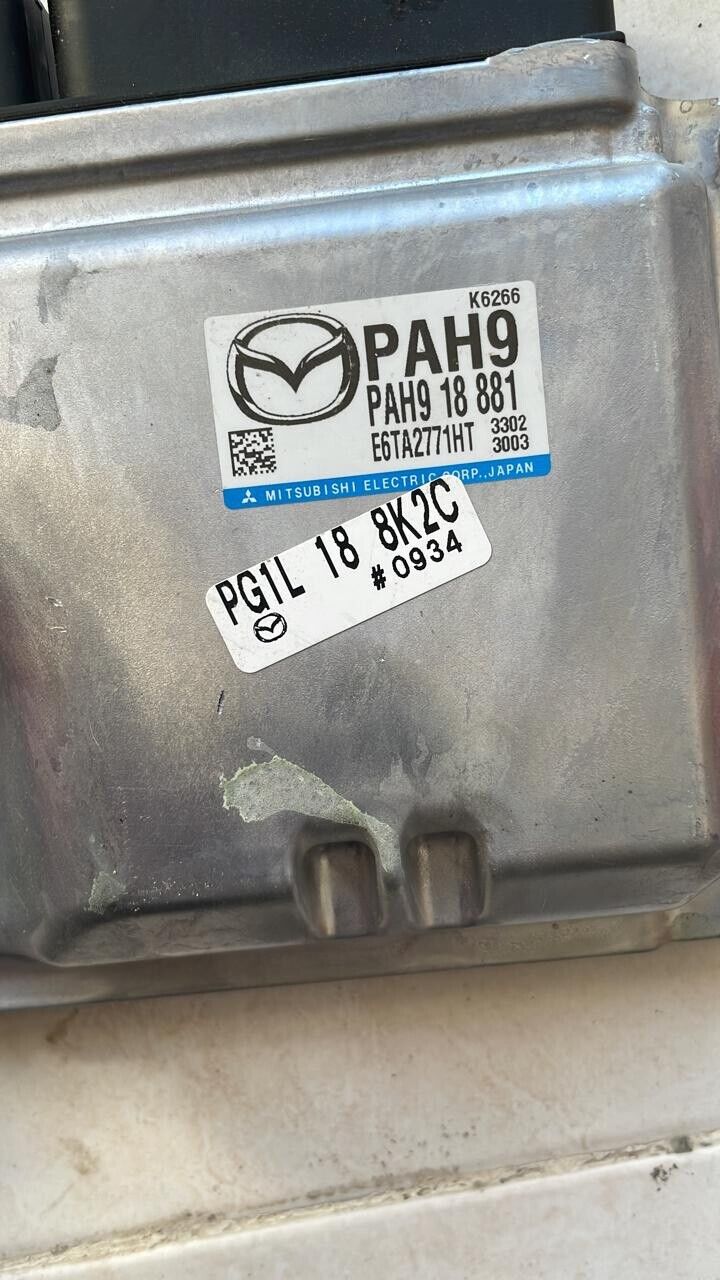 K6266
PAH9
PAH9 18 881
E6TA2771HT 3302
3003
MITSUBISHI ELECTRIC CORP.,JAPAN
PG1L 18 8K2C
#0934